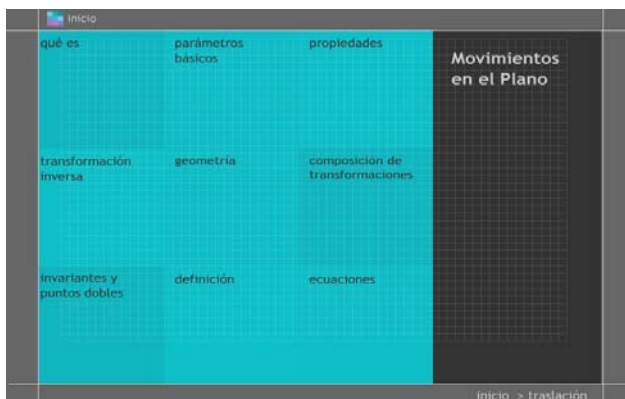 inicio
qué es
parámetros
básicos
propiedades
Movimientos
en el Plano
transformación
inversa
geometría
composición de
transformaciones
invariantes y
puntos dobles
definición
ecuaciones
inicio > traslación